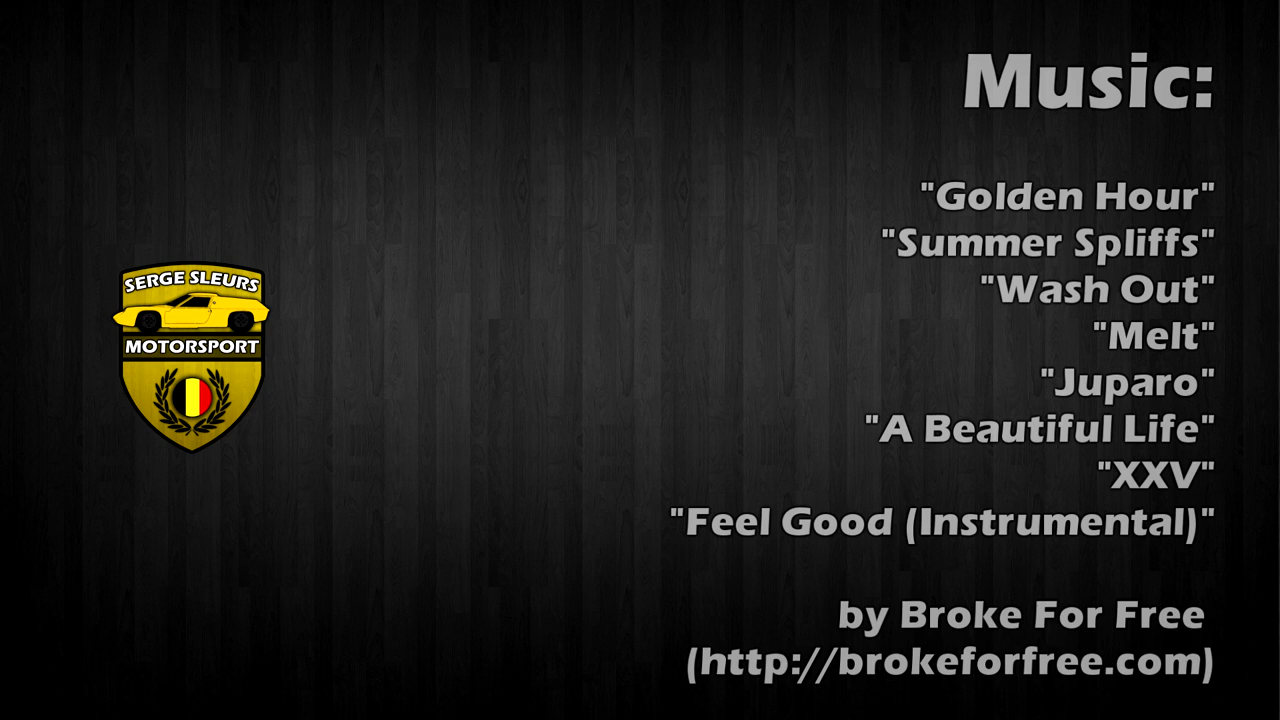 Music:
"Golden Hour"
"Summer Spliffs"
"Wash Out"
"Melt"
"Juparo"
"A Beautiful Life"
"XXV"
"Feel Good (Instrumental)"
by Broke For Free
(http://brokeforfree.com)
SERGE SLEURS
MOTORSPORT